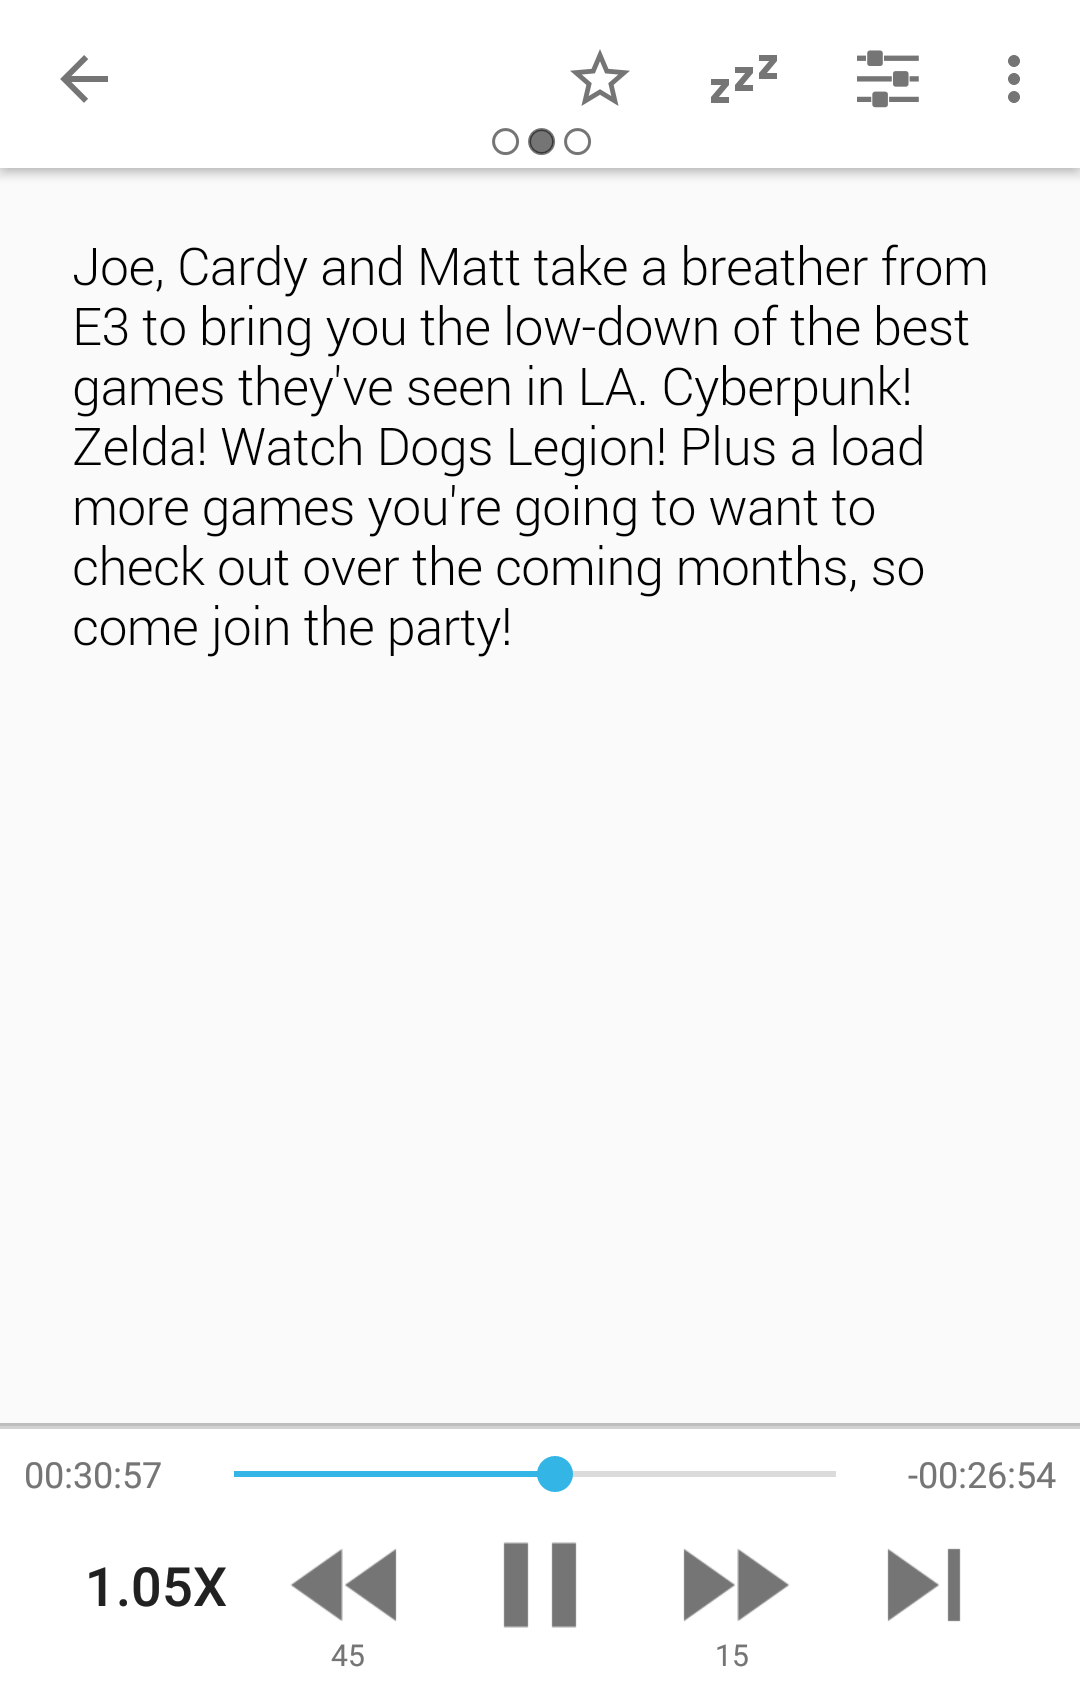 zzz
Joe, Cardy and Matt take a breather from
E3 to bring you the low-down of the best
games they've seen in LA. Cyberpunk!
Zelda! Watch Dogs Legion! Plus a load
more games you're going to want to
check out over the coming months, so
come join the party!
00:30:57 -00:26:54
1.05X
45 15